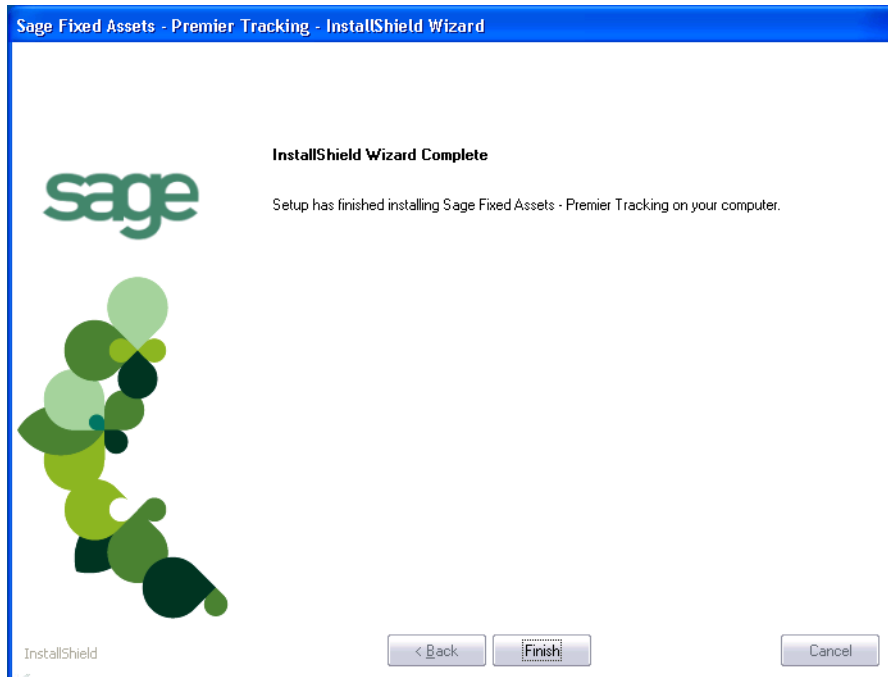 Sage Fixed Assets - Premier Tracking - InstallShield Wizard
InstallShield Wizard Complete
sage
Setup has finished installing Sage Fixed Assets - Premier Tracking on your computer.
InstallShield
< Back
Finish
Cancel